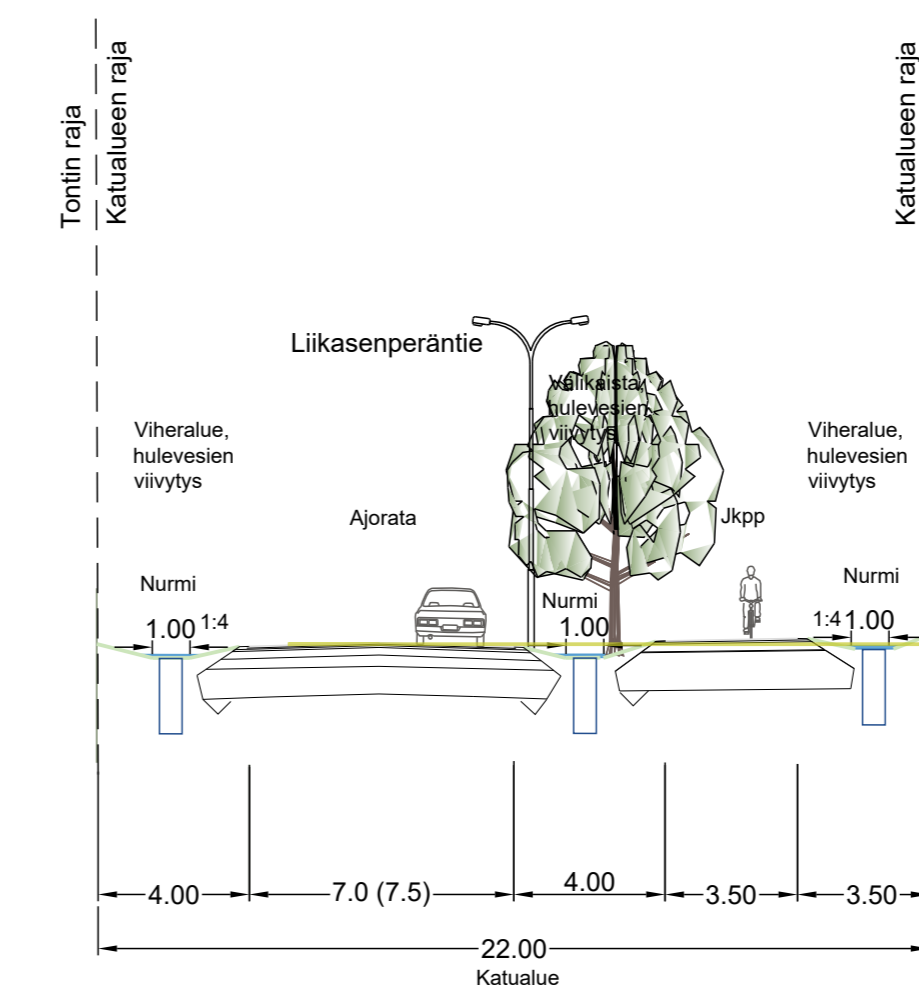 Tontin raja
Katualueen raja
Katualueen raja
Liikasenperäntie
Välikaista,
hulevesien
viivytys
Viheralue,
hulevesien
viivytys
Viheralue,
hulevesien
viivytys
Ajorata
Jkpp
Nurmi
Nurmi
Nurmi
1.00
1:4
1.00
1:4
1.00
4.00
7.0 (7.5)
4.00
3.50
3.50
22.00
Katualue